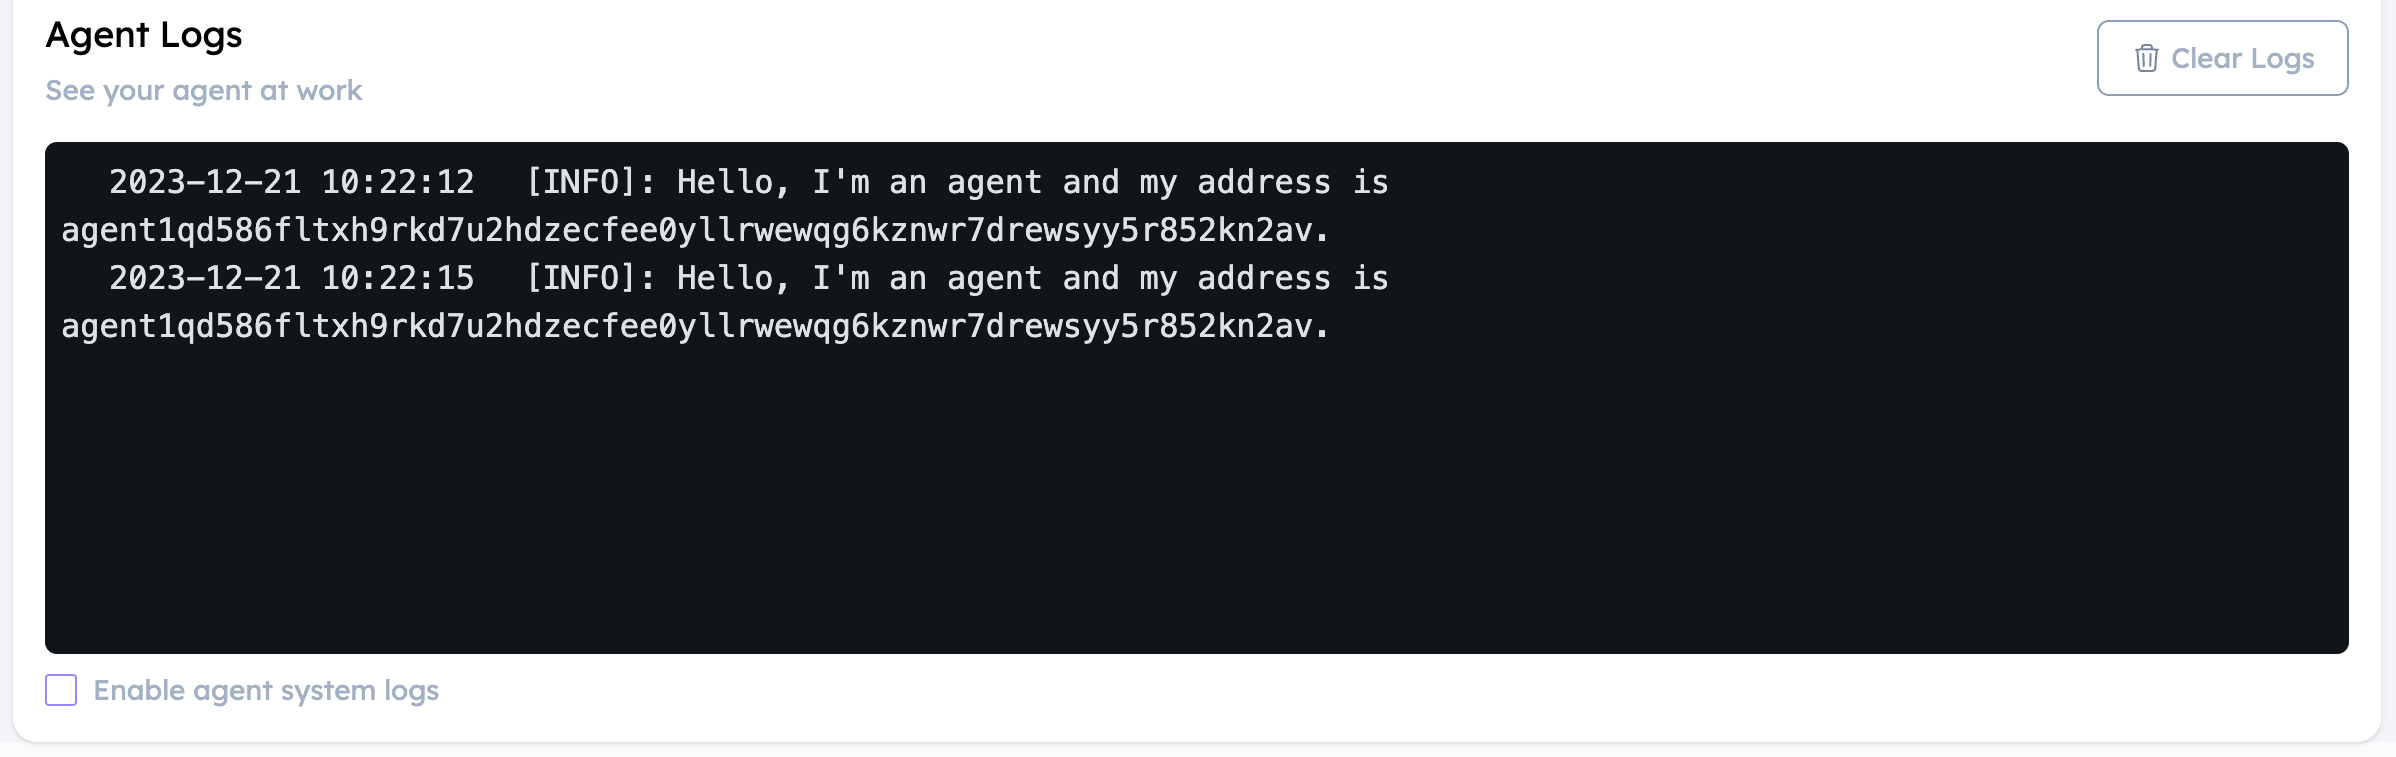 Agent Logs
Clear Logs
See your agent at work
2023-12-21 10:22:12 [INFO]: Hello, I'm an agent and my address is
agent1qd586fltxh9rkd7u2hdzecfee0yllrwewqg6kznwr7drewsyy5r852kn2av.
2023-12-21 10:22:15 [INFO]: Hello, I'm an agent and my address is
agent1qd586fltxh9rkd7u2hdzecfee0yllrwewqg6kznwr7drewsyy5r852kn2av.
Enable agent system logs